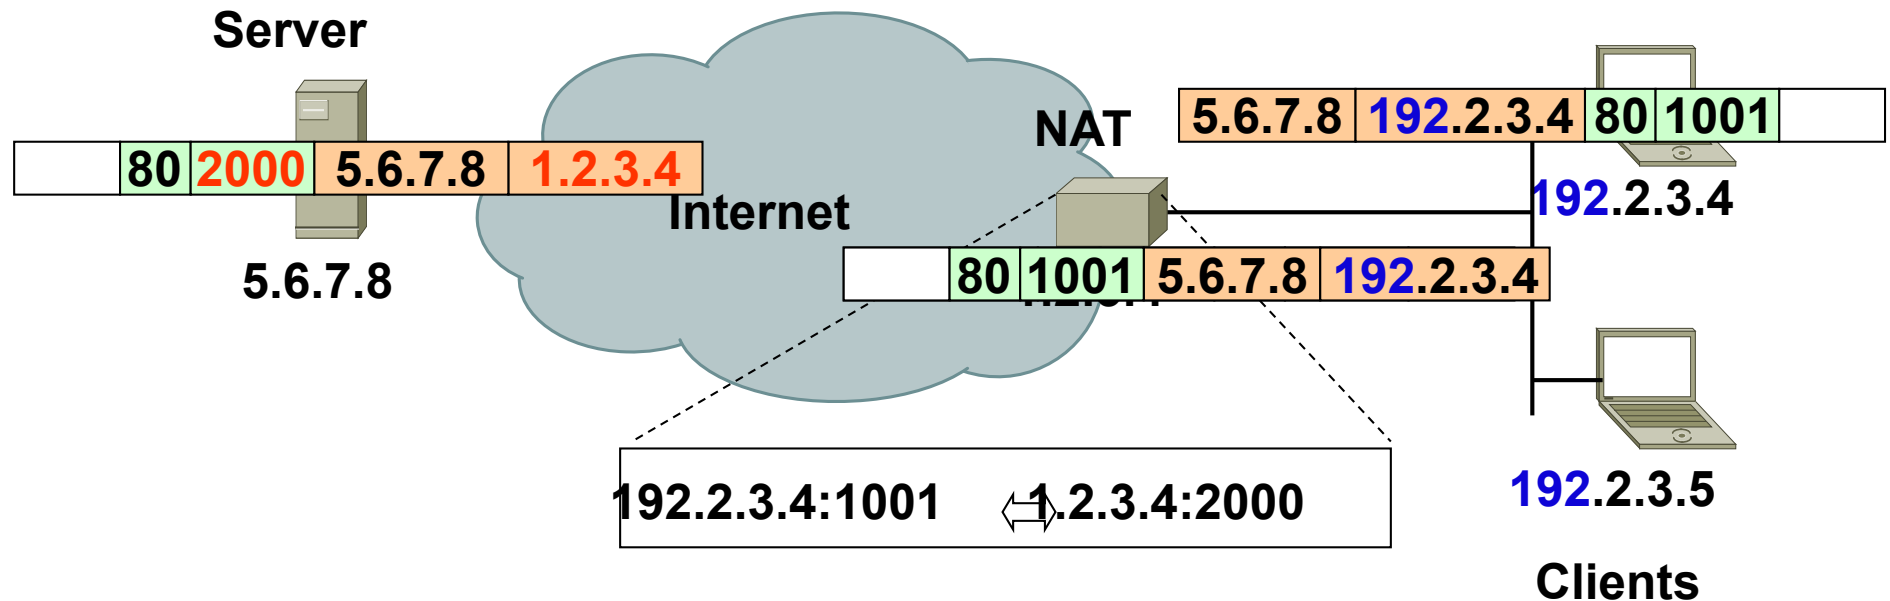 Server
NAT
5.6.7.8 192.2.3.4 80 1001
80 2000 5.6.7.8 1.2.3.4
192.2.3.4
Internet
5.6.7.8
80 1001 5.6.7.8 192.2.3.4
192.2.3.4:1001 1.2.3.4:2000
192.2.3.5
Clients